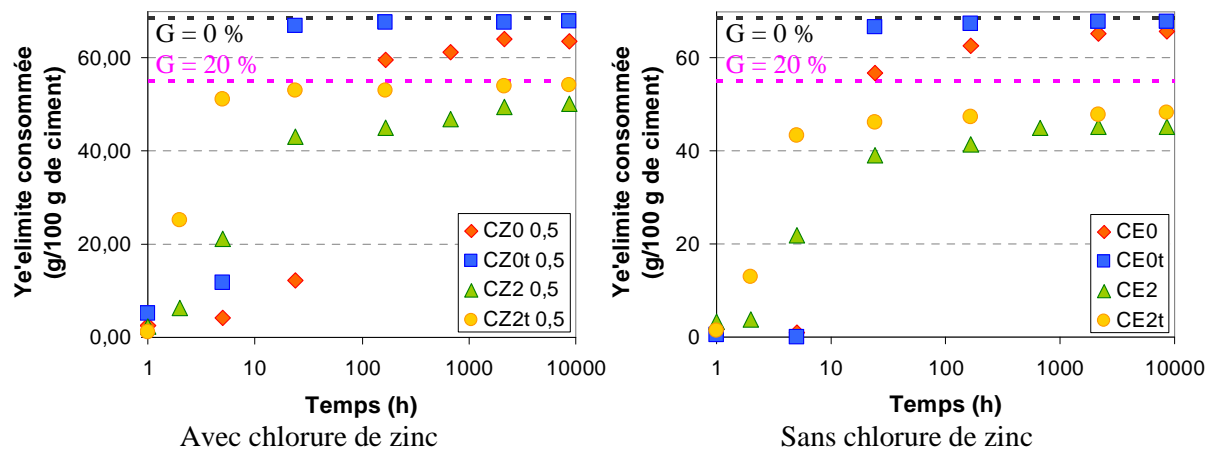 Ye'elimite consommée
(g/100 g de ciment)
60,00
40,00
20,00
0,00
G = 0 %
G = 20 %
CZ0 0,5
CZ0t 0,5
CZ2 0,5
CZ2t 0,5
1 10 100 1000 10000
Temps (h)
Avec chlorure de zinc
Ye'elimite consommée
(g/100 g de ciment)
60
40
20
0
G = 0 %
G = 20 %
CE0
CE0t
CE2
CE2t
1 10 100 1000 10000
Temps (h)
Sans chlorure de zinc